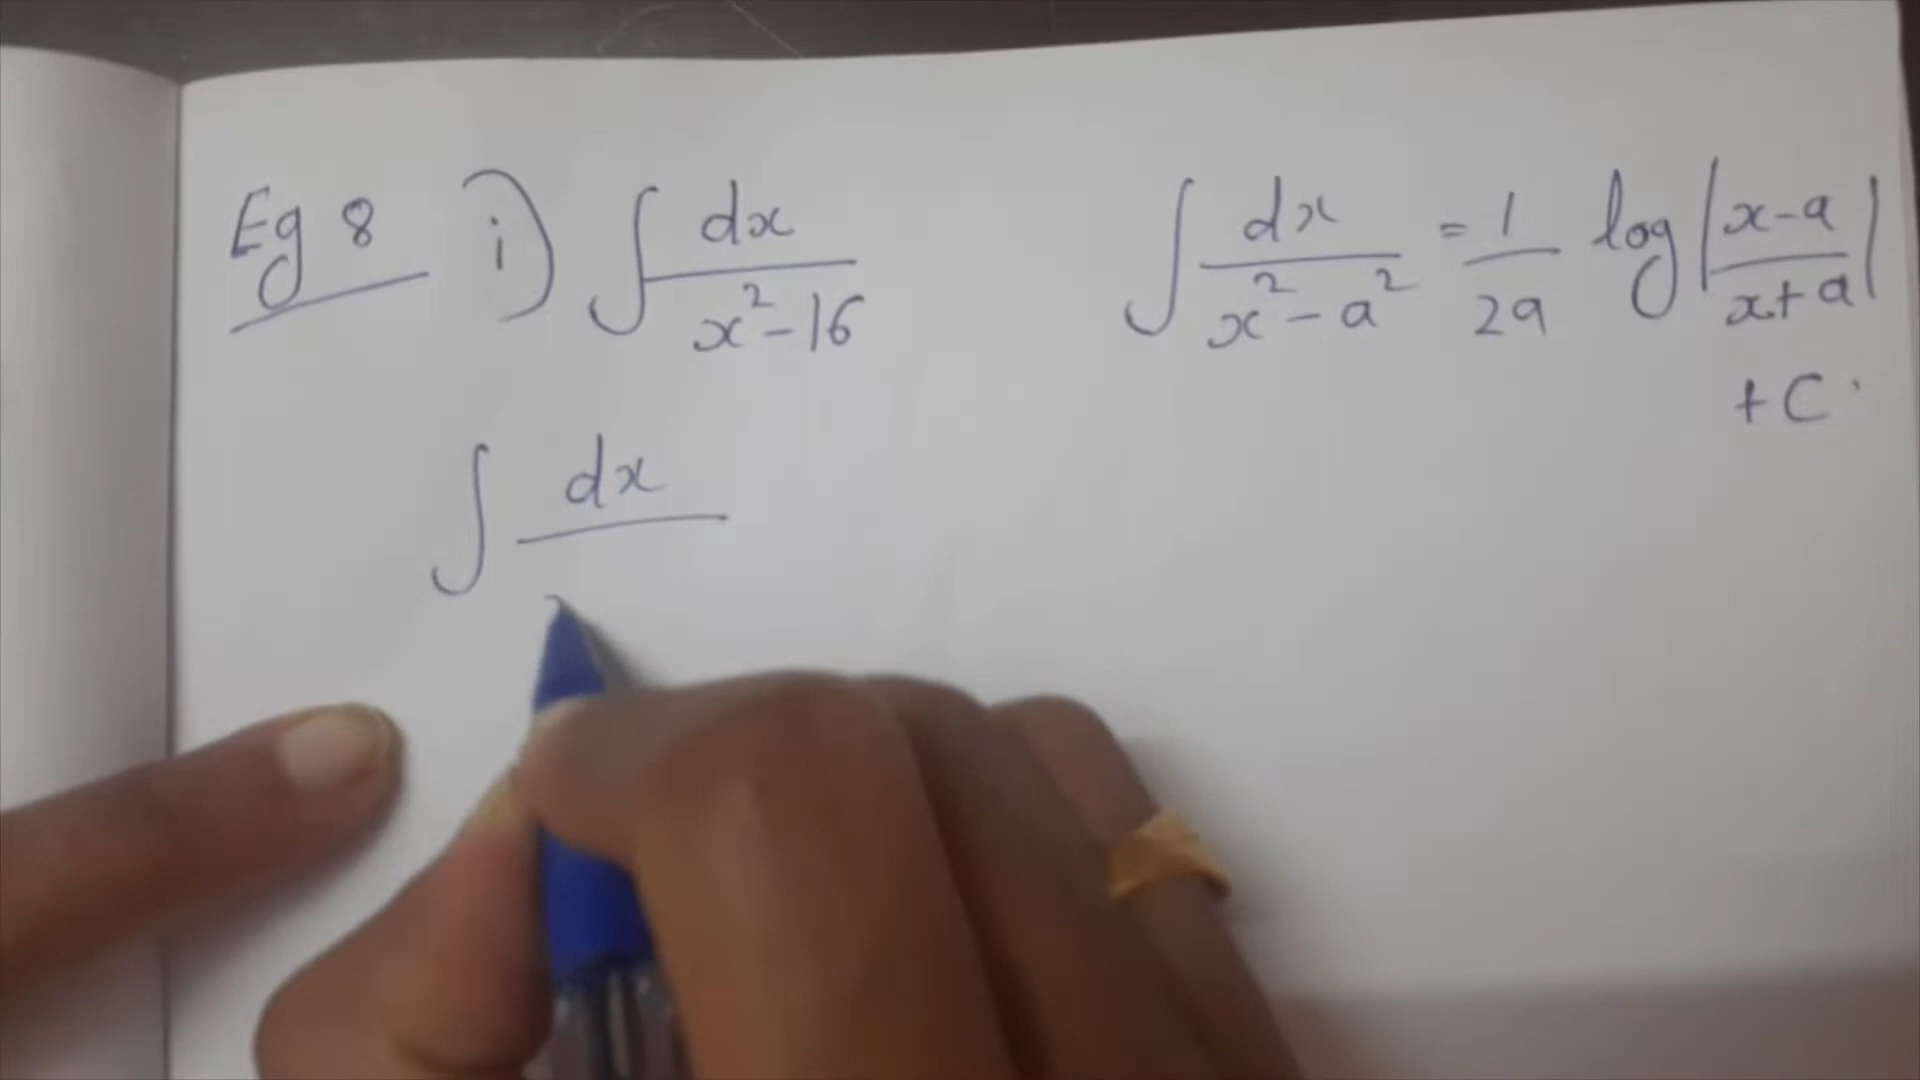 Eg 8 i) ∫ dx / x² - 16
∫ dx / x² - a² = 1 / 2a log | x - a / x + a |
+ C.
∫ dx /